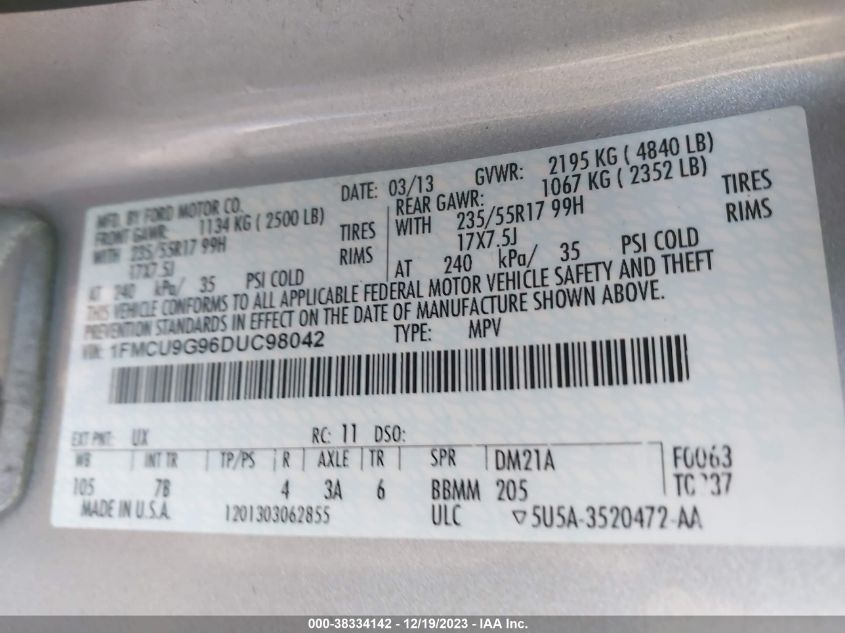 MFD. BY FORD MOTOR CO. DATE: 03/13 GVWR: 2195 KG ( 4840 LB)
FRONT GAWR: 1134 KG ( 2500 LB) REAR GAWR: 1067 KG ( 2352 LB)
WITH 235/55R17 99H TIRES WITH 235/55R17 99H TIRES
17X7.5J RIMS 17X7.5J RIMS
AT 240 kPa/ 35 PSI COLD AT 240 kPa/ 35 PSI COLD
THIS VEHICLE CONFORMS TO ALL APPLICABLE FEDERAL MOTOR VEHICLE SAFETY AND THEFT
PREVENTION STANDARDS IN EFFECT ON THE DATE OF MANUFACTURE SHOWN ABOVE.
VIN: 1FMCU9G96DUC98042 TYPE: MPV
EXT PNT: UX RC: 11 DSO:
WB INT TR TP/PS R AXLE TR SPR DM21A F0063
105 7B 4 3A 6 BBMM 205
MADE IN U.S.A. 1201303062855 ULC ▽5U5A-3520472-AA
000-38334142 - 12/19/2023 - IAA Inc.